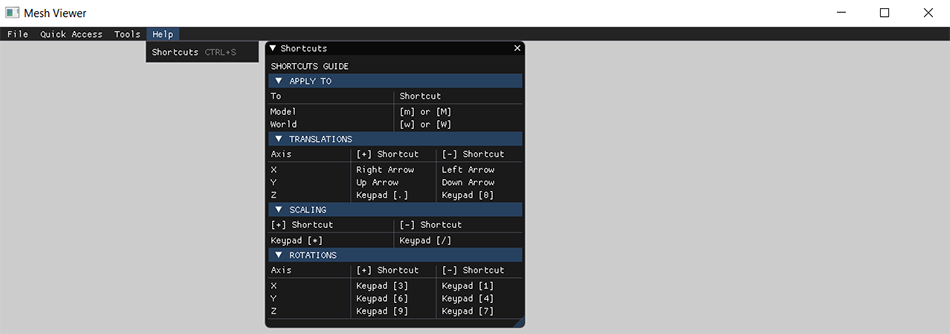 Mesh Viewer
File Quick Access Tools Help
Shortcuts CTRL+S
Shortcuts
SHORTCUTS GUIDE
APPLY TO
To Shortcut
Model [m] or [M]
World [w] or [W]
TRANSLATIONS
Axis [+] Shortcut [-] Shortcut
X Right Arrow Left Arrow
Y Up Arrow Down Arrow
Z Keypad [.] Keypad [0]
SCALING
[+] Shortcut [-] Shortcut
Keypad [*] Keypad [/]
ROTATIONS
Axis [+] Shortcut [-] Shortcut
X Keypad [3] Keypad [1]
Y Keypad [6] Keypad [4]
Z Keypad [9] Keypad [7]